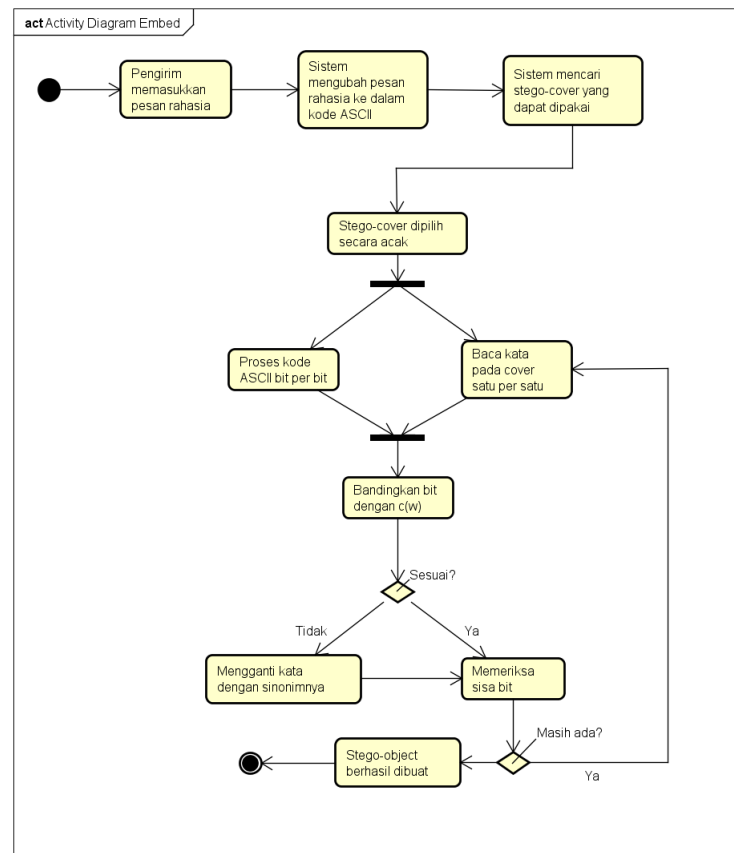 act Activity Diagram Embed
Pengirim
memasukkan
pesan rahasia
Sistem
mengubah pesan
rahasia ke dalam
kode ASCII
Sistem mencari
stego-cover yang
dapat dipakai
Stego-cover dipilih
secara acak
Proses kode
ASCII bit per bit
Baca kata
pada cover
satu per satu
Bandingkan bit
dengan c(w)
Sesuai?
Tidak
Ya
Mengganti kata
dengan sinonimnya
Memeriksa
sisa bit
Masih ada?
Stego-object
berhasil dibuat
Ya